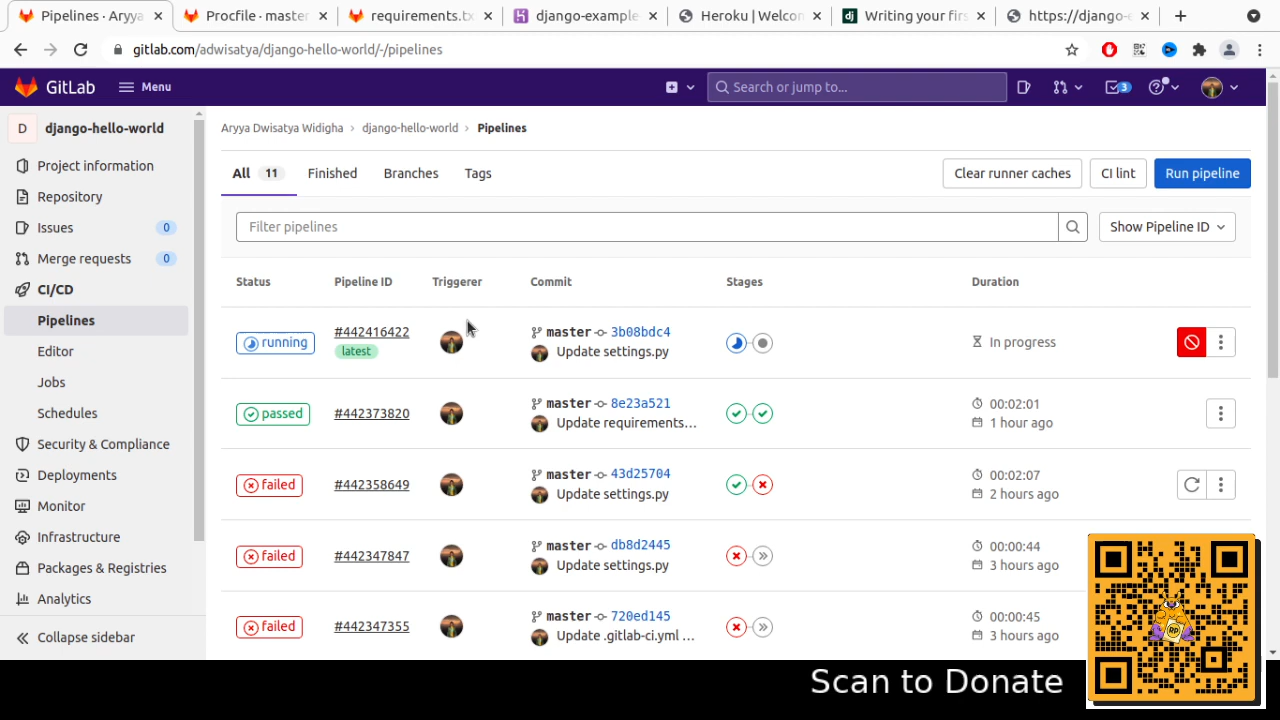 Pipelines · Aryya
Procfile · master
requirements.tx
django-example
Heroku | Welcom
Writing your firs
https://django-e
gitlab.com/adwisatya/django-hello-world/-/pipelines
GitLab
Menu
Search or jump to...
3
D
django-hello-world
Project information
Repository
Issues
0
Merge requests
0
CI/CD
Pipelines
Editor
Jobs
Schedules
Security & Compliance
Deployments
Monitor
Infrastructure
Packages & Registries
Analytics
Collapse sidebar
Aryya Dwisatya Widigha › django-hello-world › Pipelines
All 11
Finished
Branches
Tags
Clear runner caches
CI lint
Run pipeline
Filter pipelines
Show Pipeline ID
Status
Pipeline ID
Triggerer
Commit
Stages
Duration
running
#442416422
latest
master
3b08bdc4
Update settings.py
In progress
passed
#442373820
master
8e23a521
Update requirements...
00:02:01
1 hour ago
failed
#442358649
master
43d25704
Update settings.py
00:02:07
2 hours ago
failed
#442347847
master
db8d2445
Update settings.py
00:00:44
3 hours ago
failed
#442347355
master
720ed145
Update .gitlab-ci.yml ...
00:00:45
3 hours ago
RP
Scan to Donate